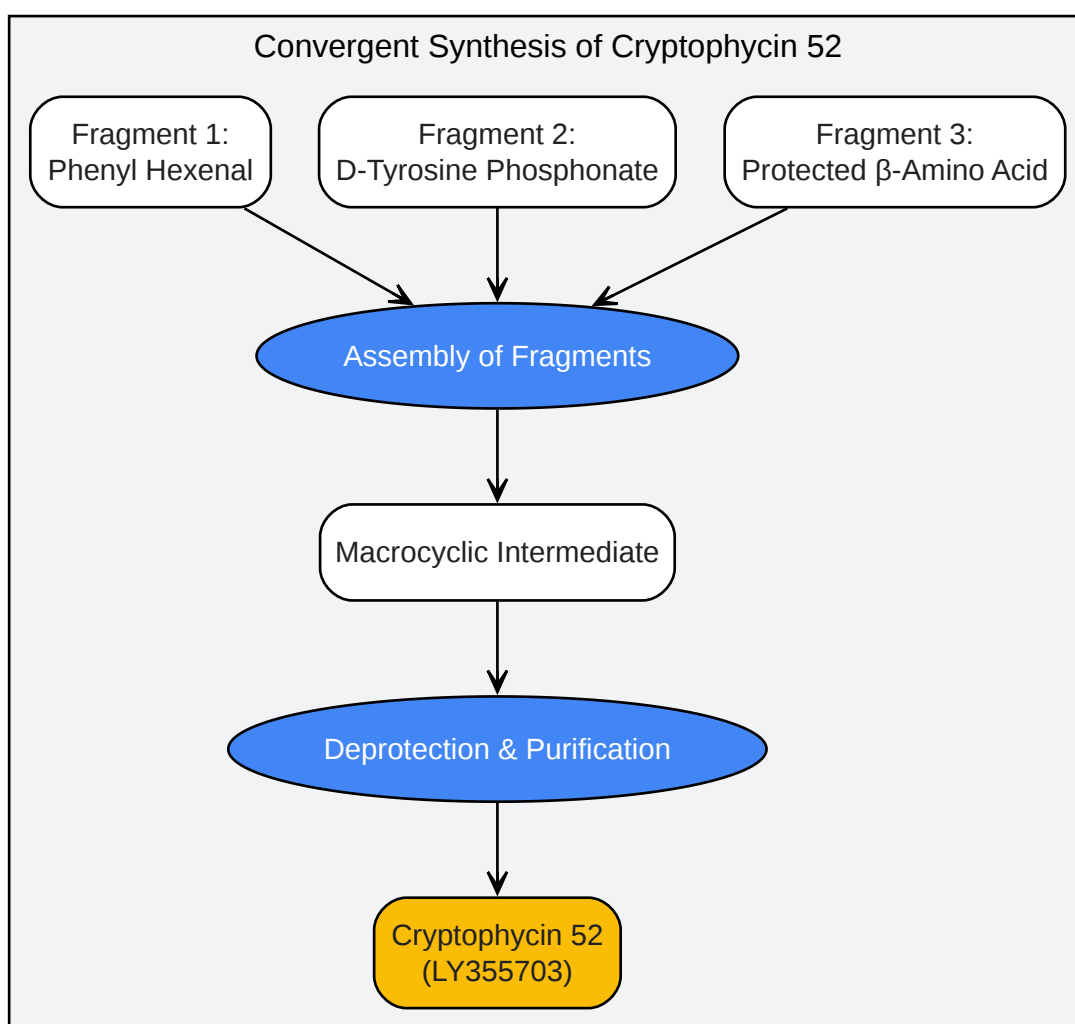 Convergent Synthesis of Cryptophycin 52
Fragment 1:
Phenyl Hexenal
Fragment 2:
D-Tyrosine Phosphonate
Fragment 3:
Protected β-Amino Acid
Assembly of Fragments
Macrocyclic Intermediate
Deprotection & Purification
Cryptophycin 52
(LY355703)